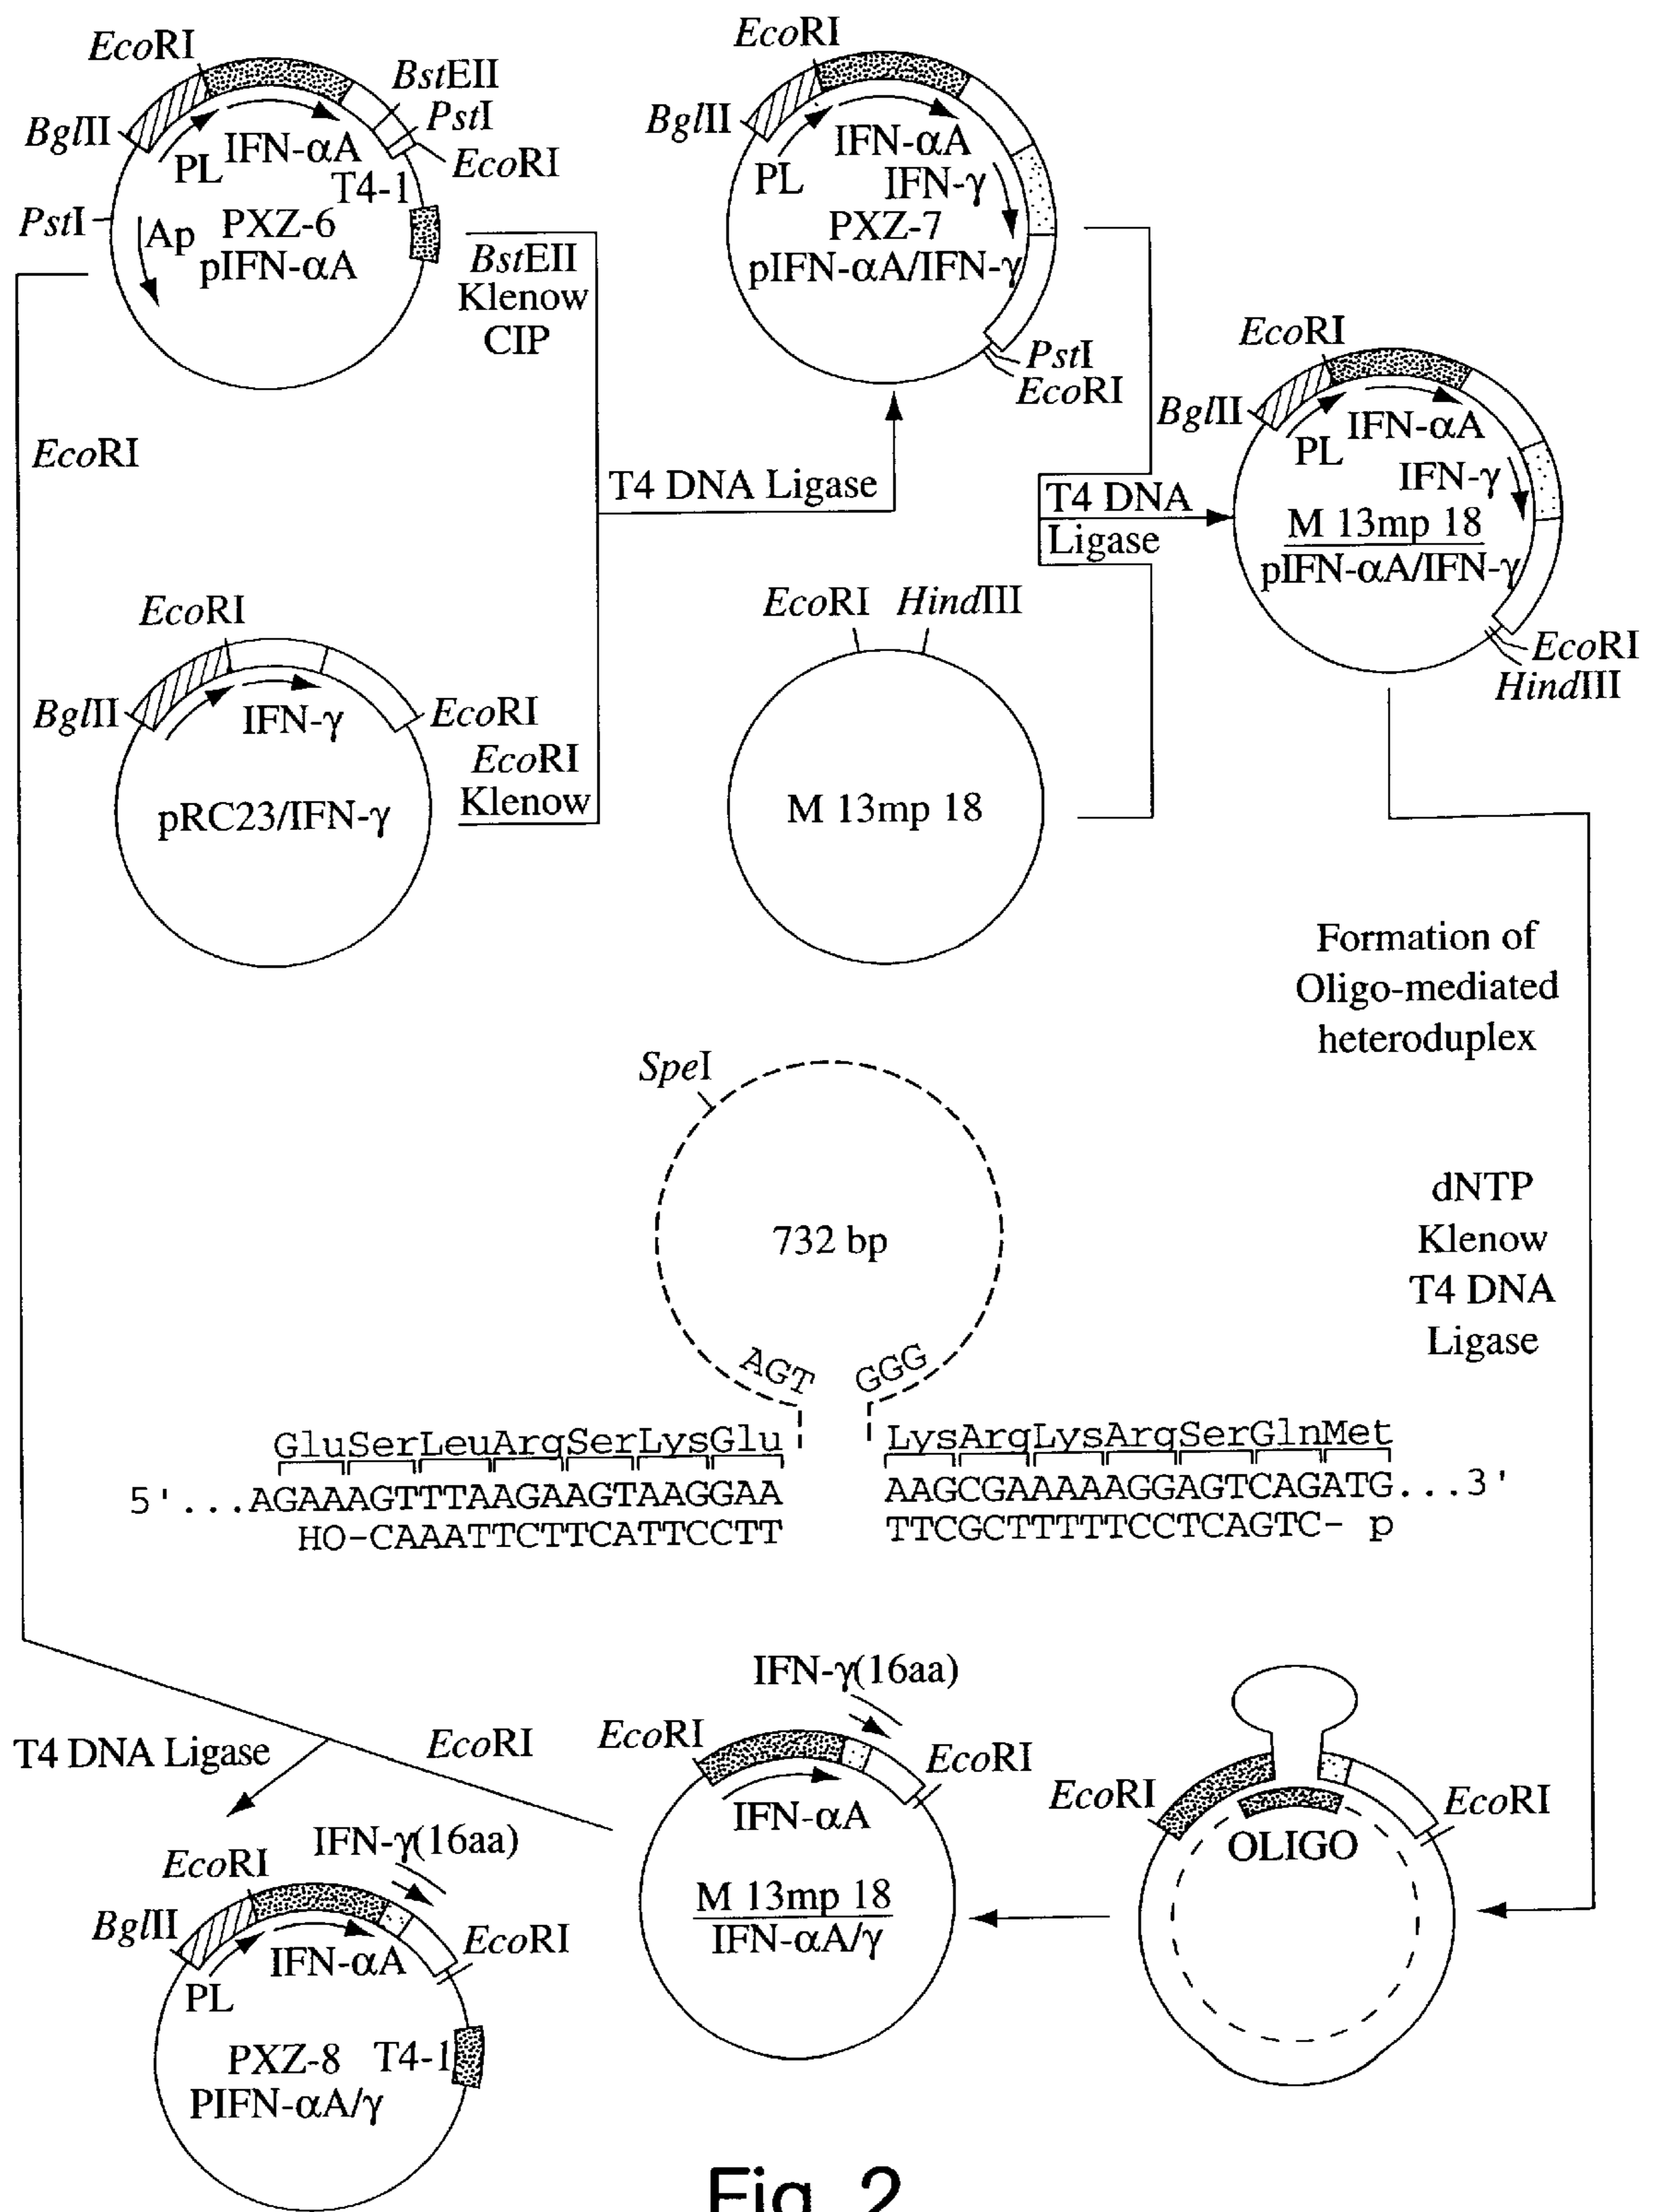 EcoRI
BstEII
PstI
EcoRI
BglII
PL
IFN-αA
T4-1
PstI
Ap
PXZ-6
pIFN-αA
BstEII
Klenow
CIP
EcoRI
EcoRI
BglII
PL
IFN-αA
IFN-γ
PXZ-7
pIFN-αA/IFN-γ
PstI
EcoRI
T4 DNA Ligase
T4 DNA
Ligase
EcoRI
BglII
PL
IFN-αA
IFN-γ
M 13mp 18
pIFN-αA/IFN-γ
EcoRI
HindIII
EcoRI
BglII
IFN-γ
EcoRI
EcoRI
Klenow
pRC23/IFN-γ
EcoRI HindIII
M 13mp 18
Formation of
Oligo-mediated
heteroduplex
SpeI
732 bp
AGT GGG
dNTP
Klenow
T4 DNA
Ligase
GluSerLeuArgSerLysGlu LysArgLysArgSerGlnMet
5'...AGAAAGTTTAAGAAGTAAGGAA AAGCGAAAAAGGAGTCAGATG...3'
HO-CAAATTCTTCATTCCTT TTCGCTTTTTCCTCAGTC- p
T4 DNA Ligase
EcoRI
IFN-γ(16aa)
EcoRI
EcoRI
IFN-αA
M 13mp 18
IFN-αA/γ
EcoRI
EcoRI
OLIGO
IFN-γ(16aa)
EcoRI
BglII
EcoRI
PL
IFN-αA
PXZ-8 T4-1
PIFN-αA/γ
Fig. 2